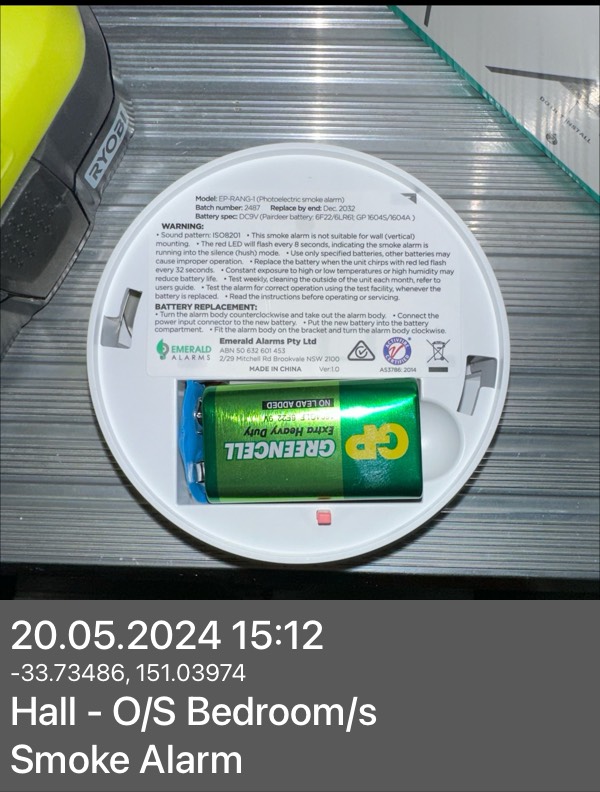 RYOBI
DO NOT INSTALL
Model: EP-RANG-1 (Photoelectric smoke alarm)
Batch number: 2487 Replace by end: Dec. 2032
Battery spec: DC9V (Pairdeer battery: 6F22/6LR61; GP 1604S/1604A )
WARNING:
• Sound pattern: ISO8201 • This smoke alarm is not suitable for wall (vertical)
mounting. • The red LED will flash every 8 seconds, indicating the smoke alarm is
running into the silence (hush) mode. • Use only specified batteries, other batteries may
cause improper operation. • Replace the battery when the unit chirps with red led flash
every 32 seconds. • Constant exposure to high or low temperatures or high humidity may
reduce battery life. • Test weekly, cleaning the outside of the unit each month, refer to
users guide. • Test the alarm for correct operation using the test facility, whenever the
battery is replaced. • Read the instructions before operating or servicing.
BATTERY REPLACEMENT:
• Turn the alarm body counterclockwise and take out the alarm body. • Connect the
power input connector to the new battery. • Put the new battery into the battery
compartment. • Fit the alarm body on the bracket and turn the alarm body clockwise.
EMERALD
ALARMS
Emerald Alarms Pty Ltd
ABN 50 632 601 453
2/29 Mitchell Rd Brookvale NSW 2100
MADE IN CHINA Ver:1.0
AS3786: 2014
GP
GREENCELL
Extra Heavy Duty
NO LEAD ADDED
20.05.2024 15:12
-33.73486, 151.03974
Hall - O/S Bedroom/s
Smoke Alarm